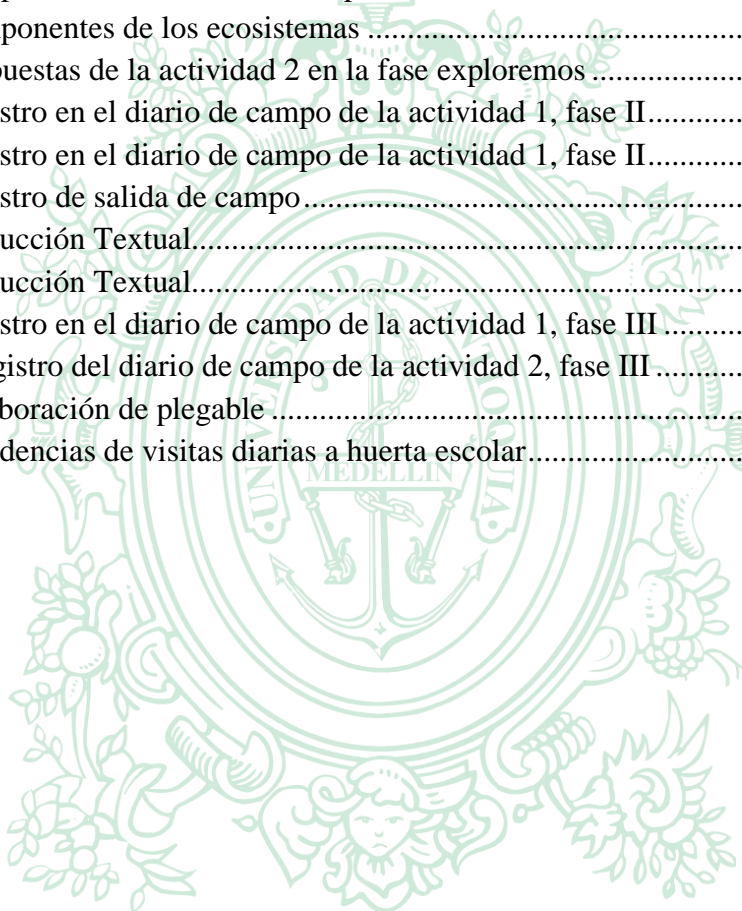 ponentes de los ecosistemas ..........................................
puestas de la actividad 2 en la fase exploremos ....................
stro en el diario de campo de la actividad 1, fase II...........
stro en el diario de campo de la actividad 1, fase II...........
stro de salida de campo..................................................
ucción Textual...............................................................
ucción Textual...............................................................
stro en el diario de campo de la actividad 1, fase III ..........
gistro del diario de campo de la actividad 2, fase III ...........
boración de plegable .....................................................
dencias de visitas diarias a huerta escolar........................
UNIVERSIDAD DE ANTIOQUIA
MEDELLIN